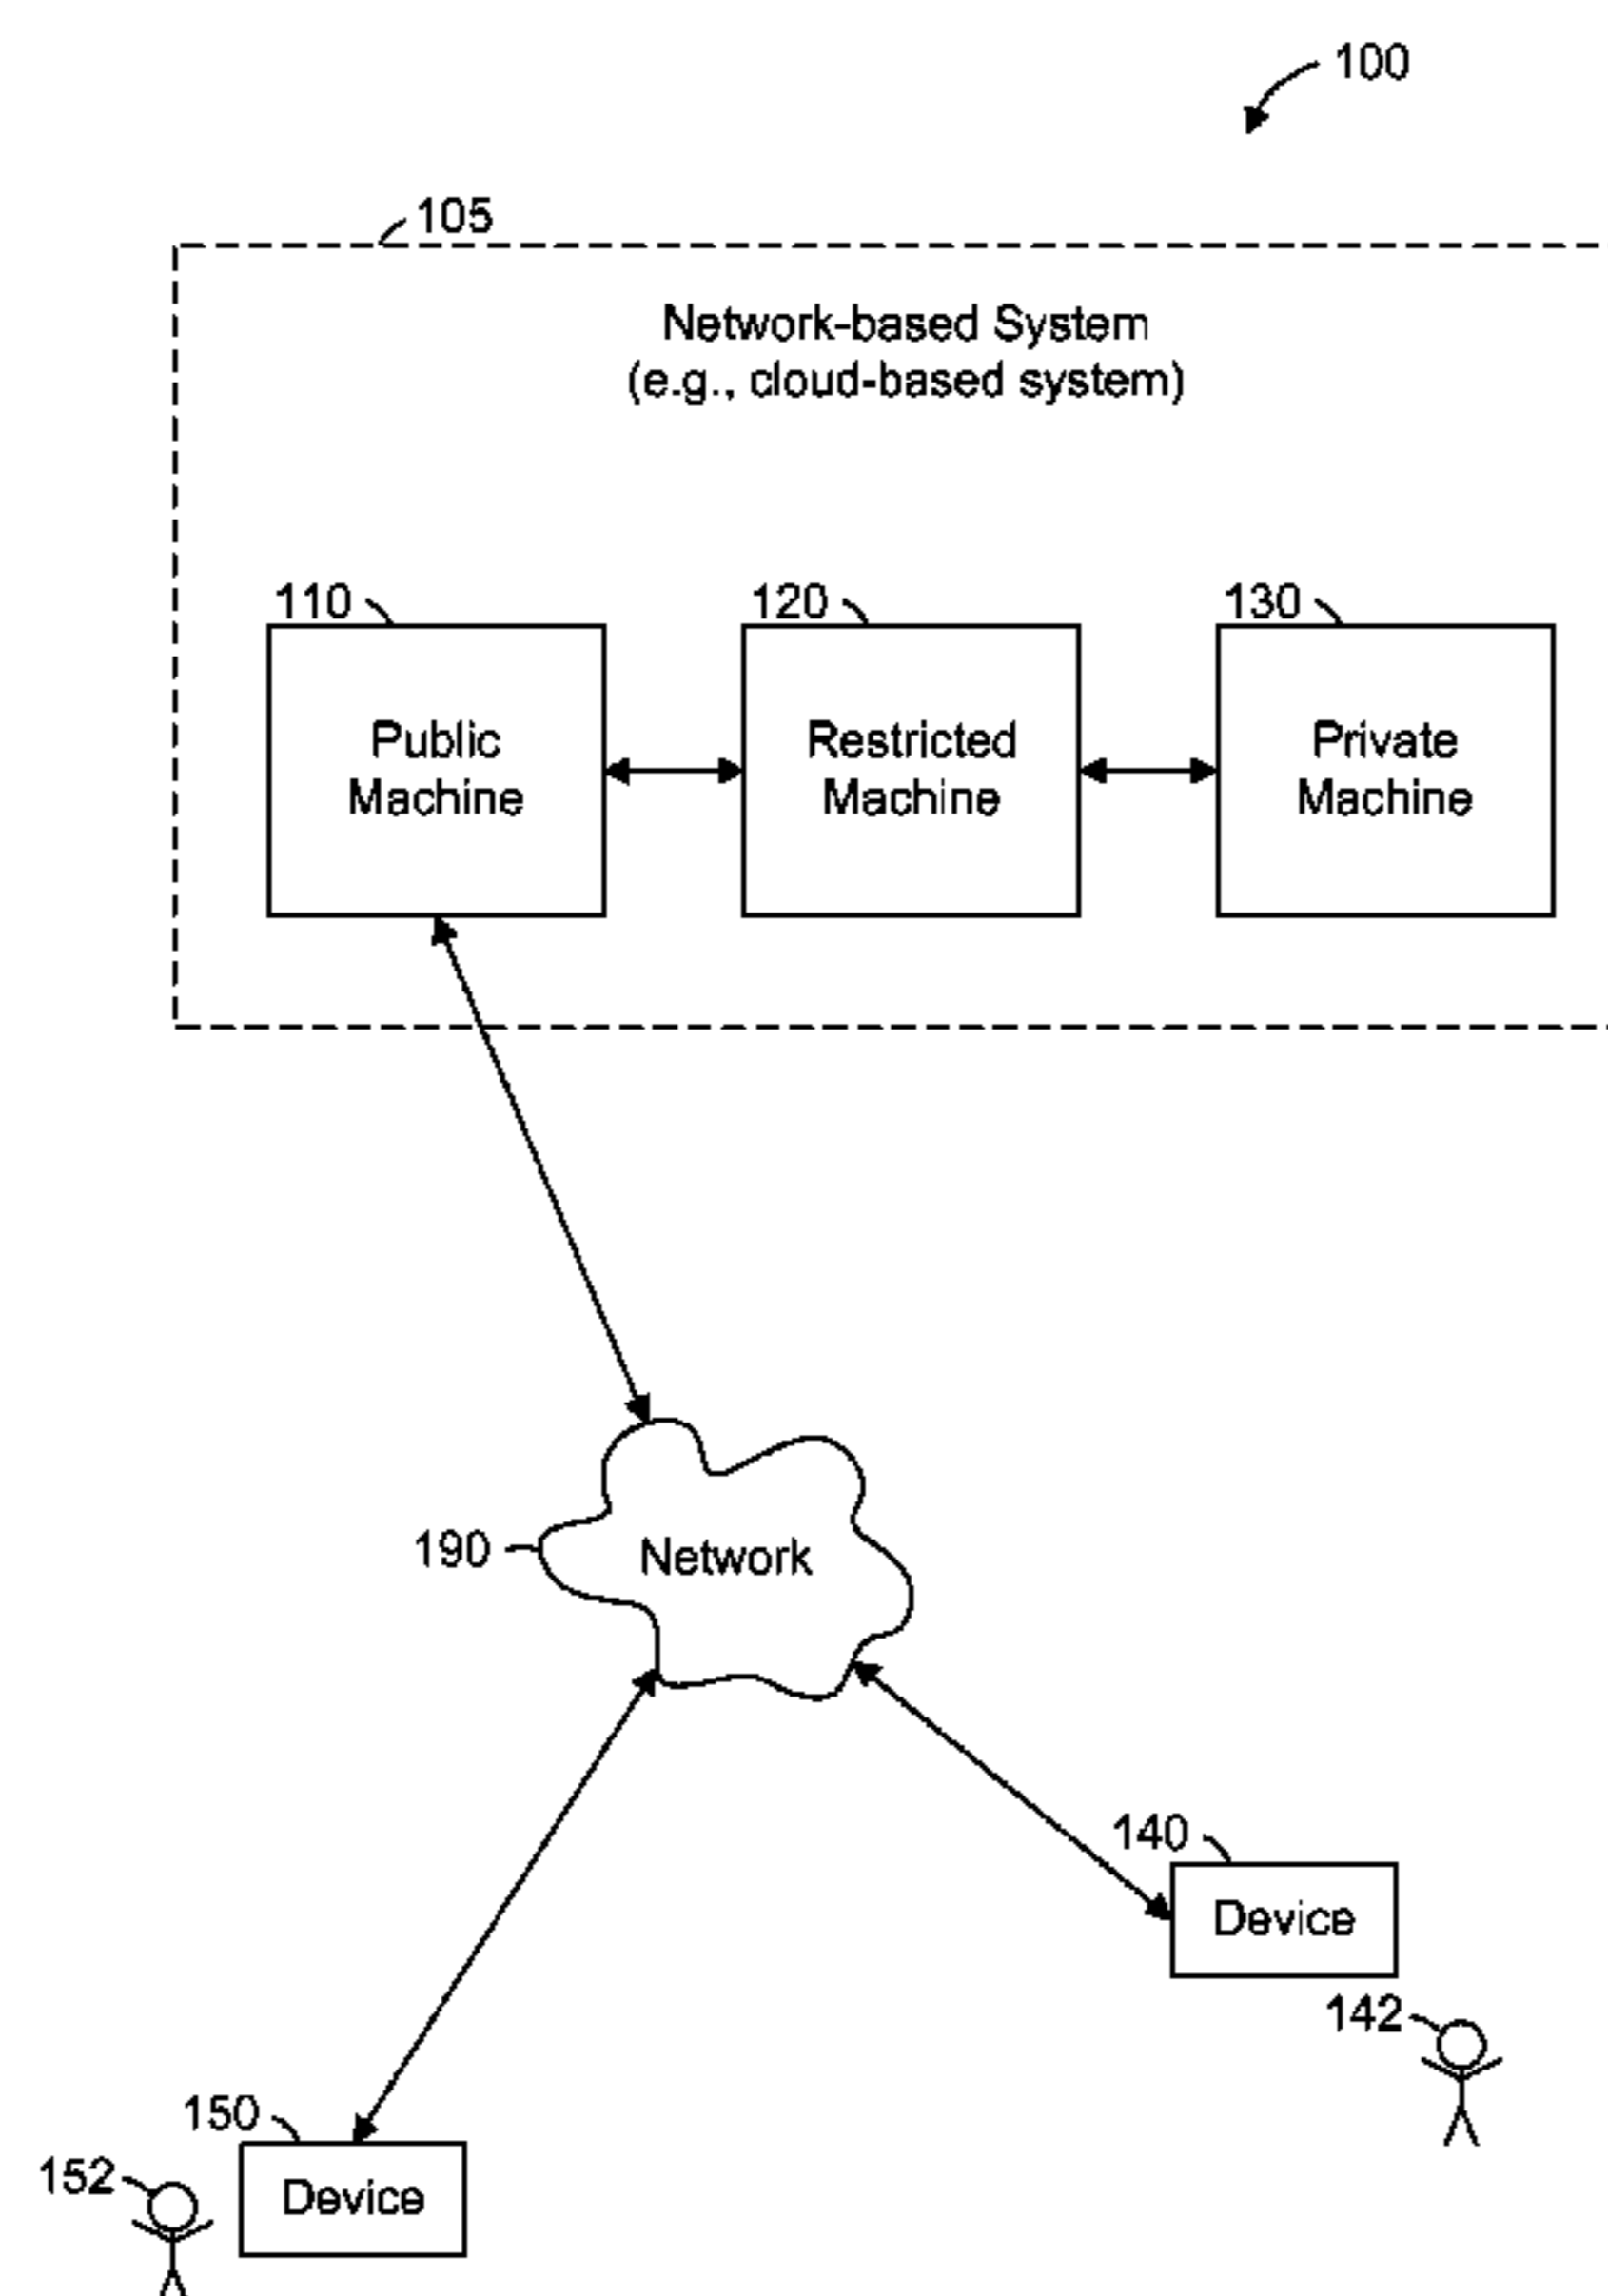 100
105
Network-based System
(e.g., cloud-based system)
110
120
130
Public
Machine
Restricted
Machine
Private
Machine
190
Network
140
Device
142
150
Device
152